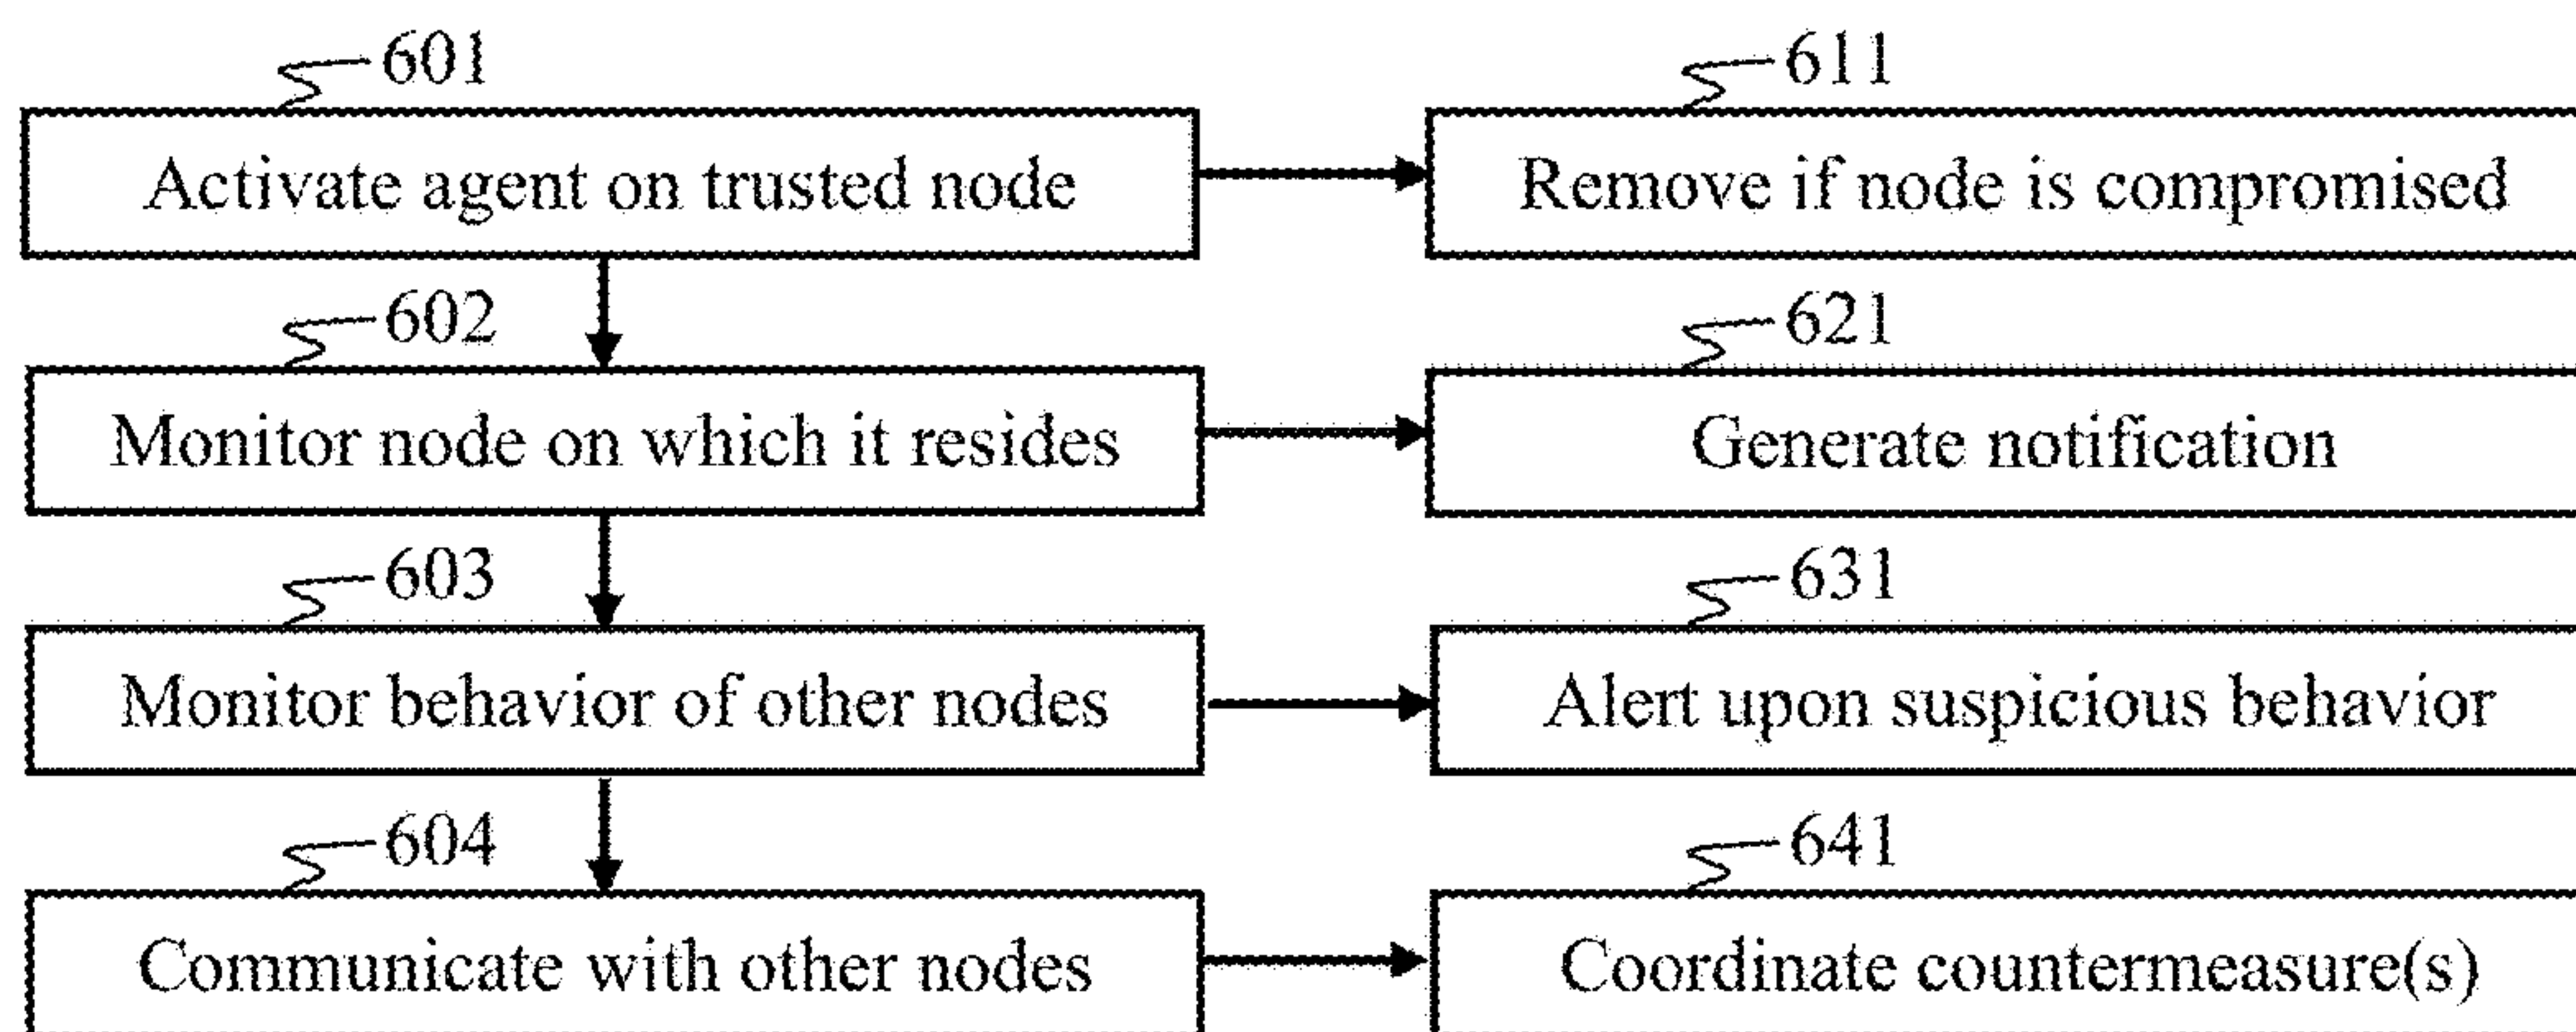 601
611
Activate agent on trusted node
Remove if node is compromised
602
621
Monitor node on which it resides
Generate notification
603
631
Monitor behavior of other nodes
Alert upon suspicious behavior
604
641
Communicate with other nodes
Coordinate countermeasure(s)